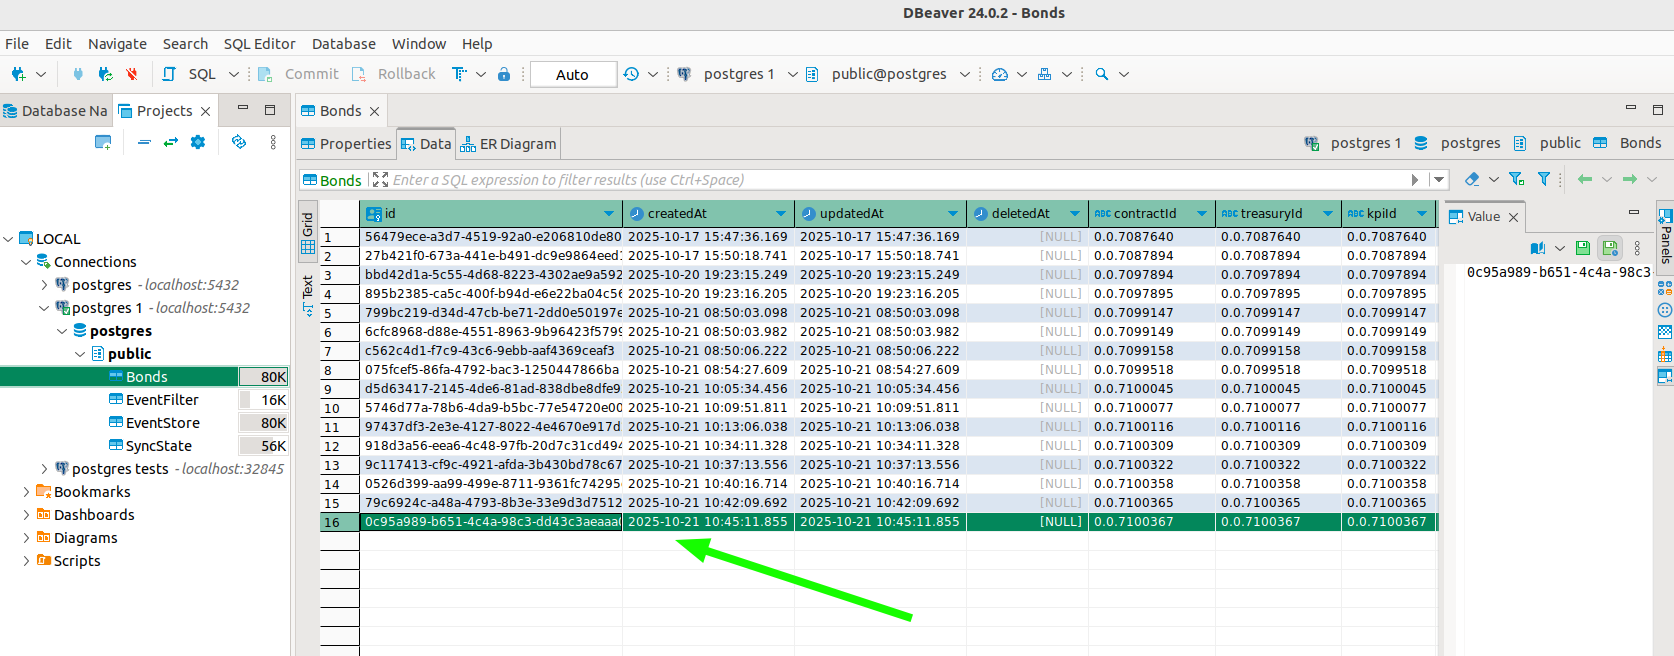 DBeaver 24.0.2 - Bonds
File Edit Navigate Search SQL Editor Database Window Help
SQL Commit Rollback Auto postgres 1 public@postgres
Database Na Projects Bonds
Properties Data ER Diagram postgres 1 postgres public Bonds
Bonds Enter a SQL expression to filter results (use Ctrl+Space)
LOCAL
Connections
postgres - localhost:5432
postgres 1 - localhost:5432
postgres
public
Bonds 80K
EventFilter 16K
EventStore 80K
SyncState 56K
postgres tests - localhost:32845
Bookmarks
Dashboards
Diagrams
Scripts
Grid
Text
id createdAt updatedAt deletedAt ABC contractId ABC treasuryId ABC kpiId
1 56479ece-a3d7-4519-92a0-e206810de80 2025-10-17 15:47:36.169 2025-10-17 15:47:36.169 [NULL] 0.0.7087640 0.0.7087640 0.0.7087640
2 27b421f0-673a-441e-b491-dc9e9864eed1 2025-10-17 15:50:18.741 2025-10-17 15:50:18.741 [NULL] 0.0.7087894 0.0.7087894 0.0.7087894
3 bbd42d1a-5c55-4d68-8223-4302ae9a592 2025-10-20 19:23:15.249 2025-10-20 19:23:15.249 [NULL] 0.0.7097894 0.0.7097894 0.0.7097894
4 895b2385-ca5c-400f-b94d-e6e22ba04c56 2025-10-20 19:23:16.205 2025-10-20 19:23:16.205 [NULL] 0.0.7097895 0.0.7097895 0.0.7097895
5 799bc219-d34d-47cb-be71-2dd0e50197e 2025-10-21 08:50:03.098 2025-10-21 08:50:03.098 [NULL] 0.0.7099147 0.0.7099147 0.0.7099147
6 6cfc8968-d88e-4551-8963-9b96423f5799 2025-10-21 08:50:03.982 2025-10-21 08:50:03.982 [NULL] 0.0.7099149 0.0.7099149 0.0.7099149
7 c562c4d1-f7c9-43c6-9ebb-aaf4369ceaf3 2025-10-21 08:50:06.222 2025-10-21 08:50:06.222 [NULL] 0.0.7099158 0.0.7099158 0.0.7099158
8 075fcef5-86fa-4792-bac3-1250447866ba 2025-10-21 08:54:27.609 2025-10-21 08:54:27.609 [NULL] 0.0.7099518 0.0.7099518 0.0.7099518
9 d5d63417-2145-4de6-81ad-838dbe8dfe9 2025-10-21 10:05:34.456 2025-10-21 10:05:34.456 [NULL] 0.0.7100045 0.0.7100045 0.0.7100045
10 5746d77a-78b6-4da9-b5bc-77e54720e00 2025-10-21 10:09:51.811 2025-10-21 10:09:51.811 [NULL] 0.0.7100077 0.0.7100077 0.0.7100077
11 97437df3-2e3e-4127-8022-4e4670e917d 2025-10-21 10:13:06.038 2025-10-21 10:13:06.038 [NULL] 0.0.7100116 0.0.7100116 0.0.7100116
12 918d3a56-eea6-4c48-97fb-20d7c31cd494 2025-10-21 10:34:11.328 2025-10-21 10:34:11.328 [NULL] 0.0.7100309 0.0.7100309 0.0.7100309
13 9c117413-cf9c-4921-afda-3b430bd78c67 2025-10-21 10:37:13.556 2025-10-21 10:37:13.556 [NULL] 0.0.7100322 0.0.7100322 0.0.7100322
14 0526d399-aa99-499e-8711-9361fc74295 2025-10-21 10:40:16.714 2025-10-21 10:40:16.714 [NULL] 0.0.7100358 0.0.7100358 0.0.7100358
15 79c6924c-a48a-4793-8b3e-33e9d3d7512 2025-10-21 10:42:09.692 2025-10-21 10:42:09.692 [NULL] 0.0.7100365 0.0.7100365 0.0.7100365
16 0c95a989-b651-4c4a-98c3-dd43c3aeaaa 2025-10-21 10:45:11.855 2025-10-21 10:45:11.855 [NULL] 0.0.7100367 0.0.7100367 0.0.7100367
Value
0c95a989-b651-4c4a-98c3-
Panels